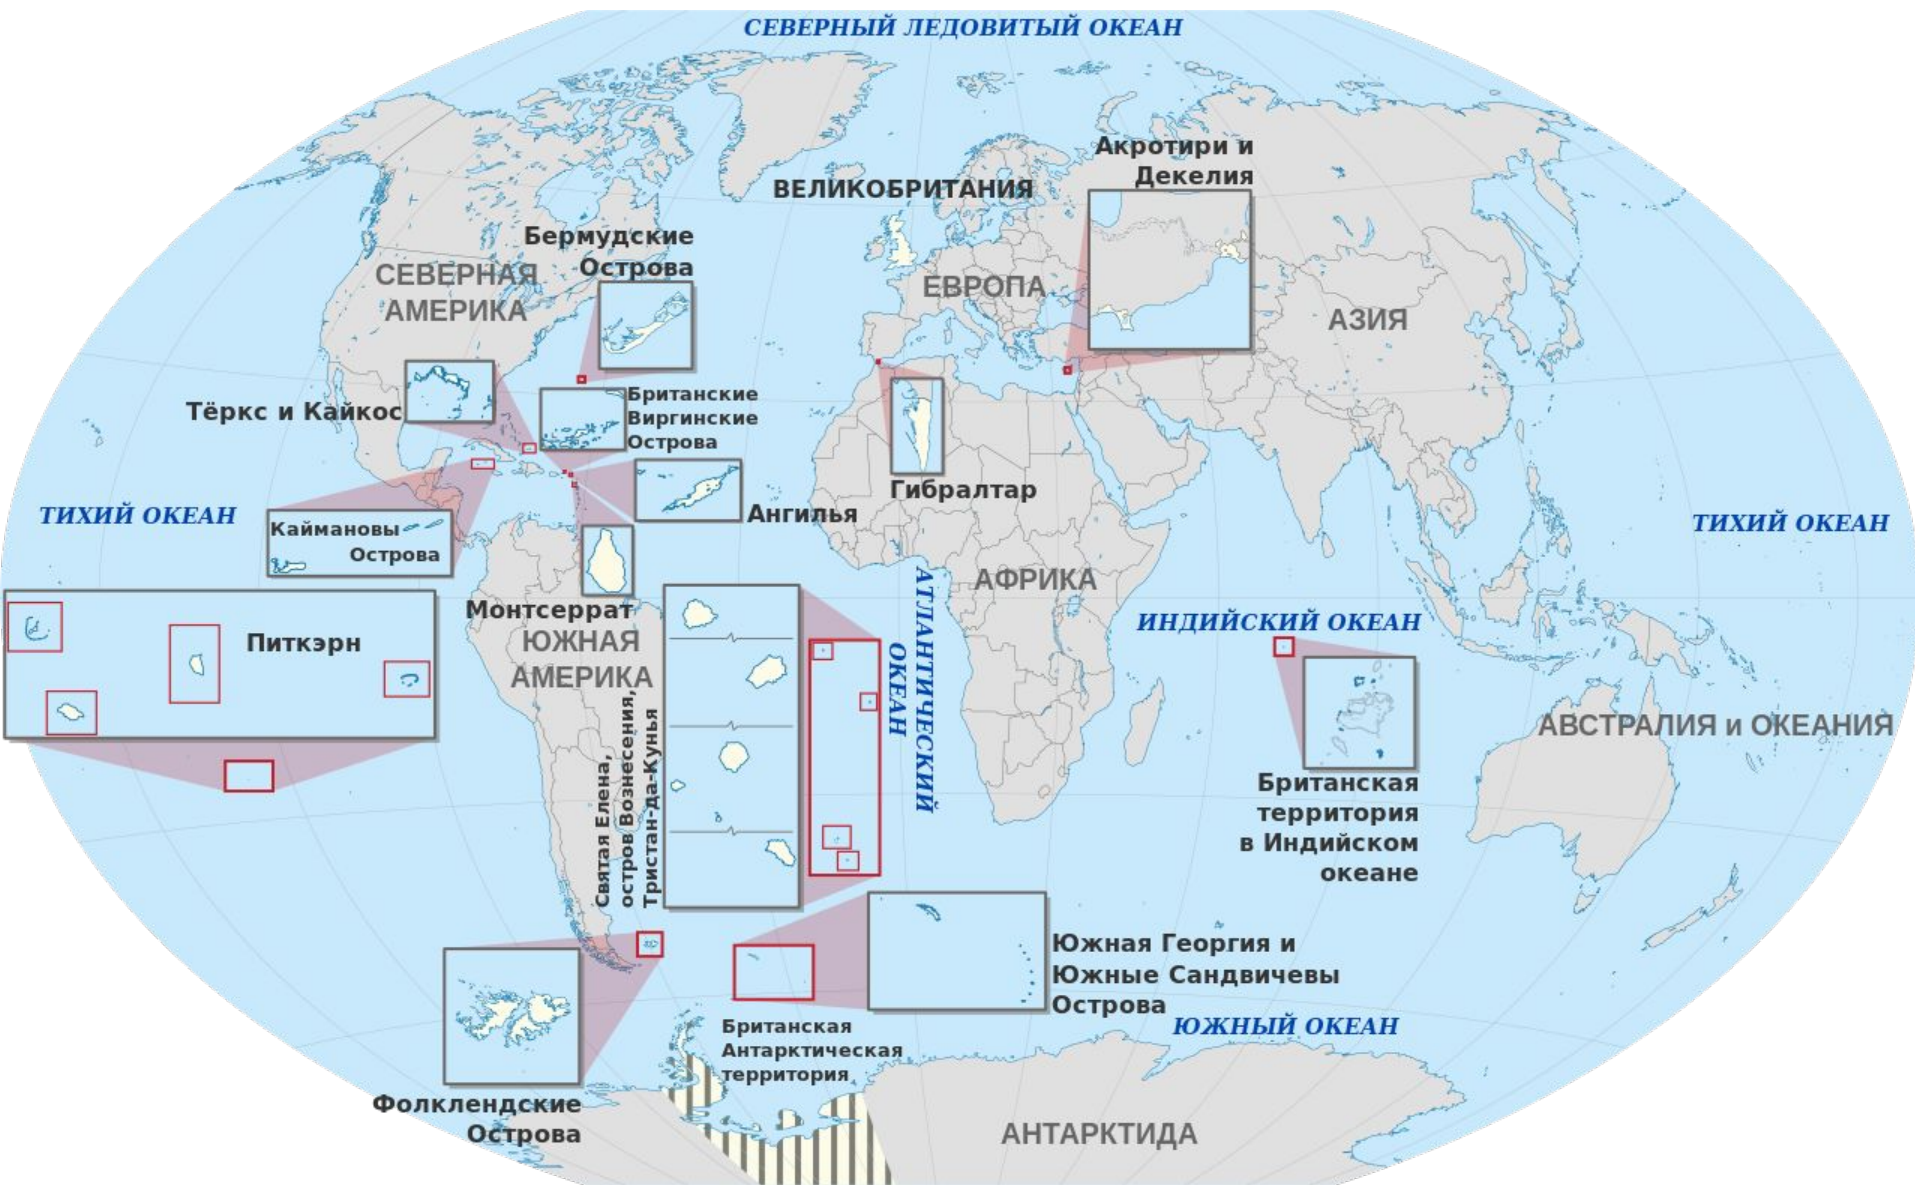 СЕВЕРНЫЙ ЛЕДОВИТЫЙ ОКЕАН
Акротири и
Декелия
ВЕЛИКОБРИТАНИЯ
Бермудские
Острова
СЕВЕРНАЯ
АМЕРИКА
ЕВРОПА
АЗИЯ
Тёркс и Кайкос
Британские
Виргинские
Острова
Гибралтар
Ангилья
ТИХИЙ ОКЕАН
ТИХИЙ ОКЕАН
Каймановы
Острова
АФРИКА
Монтсеррат
ЮЖНАЯ
АМЕРИКА
Питкэрн
АТЛАНТИЧЕСКИЙ
ОКЕАН
ИНДИЙСКИЙ ОКЕАН
АВСТРАЛИЯ и ОКЕАНИЯ
Святая Елена,
остров Вознесения,
Тристан-да-Кунья
Британская
территория
в Индийском
океане
Южная Георгия и
Южные Сандвичевы
Острова
ЮЖНЫЙ ОКЕАН
Британская
Антарктическая
территория
Фолклендские
Острова
АНТАРКТИДА